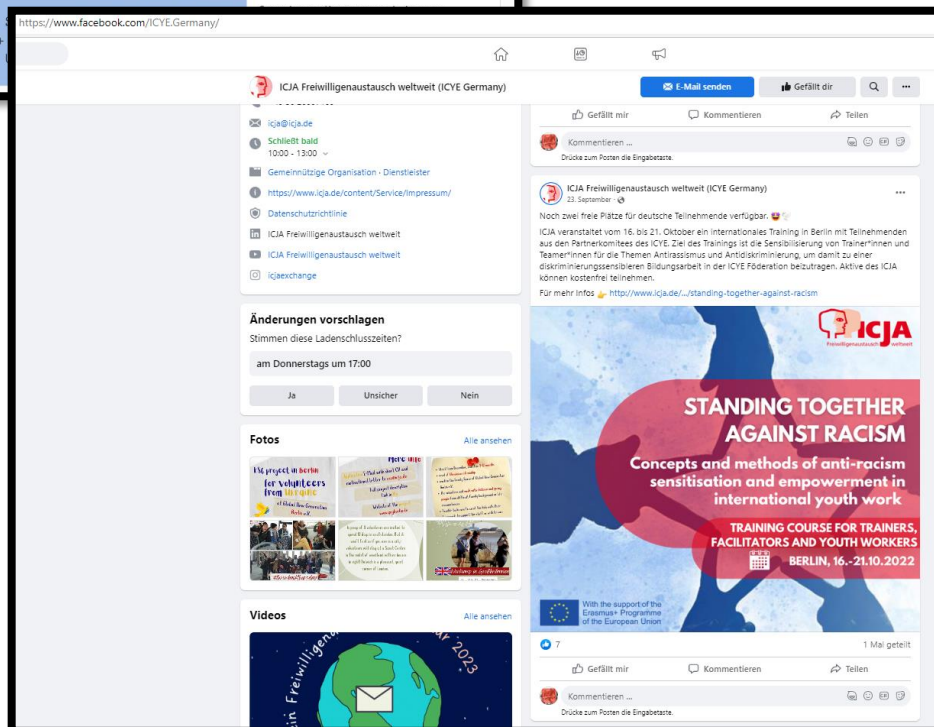 https://www.facebook.com/ICYE.Germany/
ICJA Freiwilligenaustausch weltweit (ICYE Germany)
E-Mail senden
Gefällt dir
icja@icja.de
Schließt bald
10:00 - 13:00
Gemeinnützige Organisation · Dienstleister
https://www.icja.de/content/Service/Impressum/
Datenschutzrichtlinie
ICJA Freiwilligenaustausch weltweit
ICJA Freiwilligenaustausch weltweit
icjaexchange
Änderungen vorschlagen
Stimmen diese Ladenschlusszeiten?
am Donnerstags um 17:00
Ja
Unsicher
Nein
Fotos
Alle ansehen
ESC project in Berlin
for volunteers
from Ukraine
Videos
Alle ansehen
2023
Gefällt mir
Kommentieren
Teilen
Kommentieren ...
Drücke zum Posten die Eingabetaste.
ICJA Freiwilligenaustausch weltweit (ICYE Germany)
23. September ·
Noch zwei freie Plätze für deutsche Teilnehmende verfügbar.
ICJA veranstaltet vom 16. bis 21. Oktober ein internationales Training in Berlin mit Teilnehmenden
aus den Partnerkomitees des ICYE. Ziel des Trainings ist die Sensibilisierung von Trainer*innen und
Teamer*innen für die Themen Antirassismus und Antidiskriminierung, um damit zu einer
diskriminierungssensibleren Bildungsarbeit in der ICYE Föderation beizutragen. Aktive des ICJA
können kostenfrei teilnehmen.
Für mehr Infos http://www.icja.de/.../standing-together-against-racism
ICJA
Freiwilligenaustausch weltweit
STANDING TOGETHER
AGAINST RACISM
Concepts and methods of anti-racism
sensitisation and empowerment in
international youth work
TRAINING COURSE FOR TRAINERS,
FACILITATORS AND YOUTH WORKERS
BERLIN, 16.-21.10.2022
With the support of the
Erasmus+ Programme
of the European Union
7
1 Mal geteilt
Gefällt mir
Kommentieren
Teilen
Kommentieren ...
Drücke zum Posten die Eingabetaste.